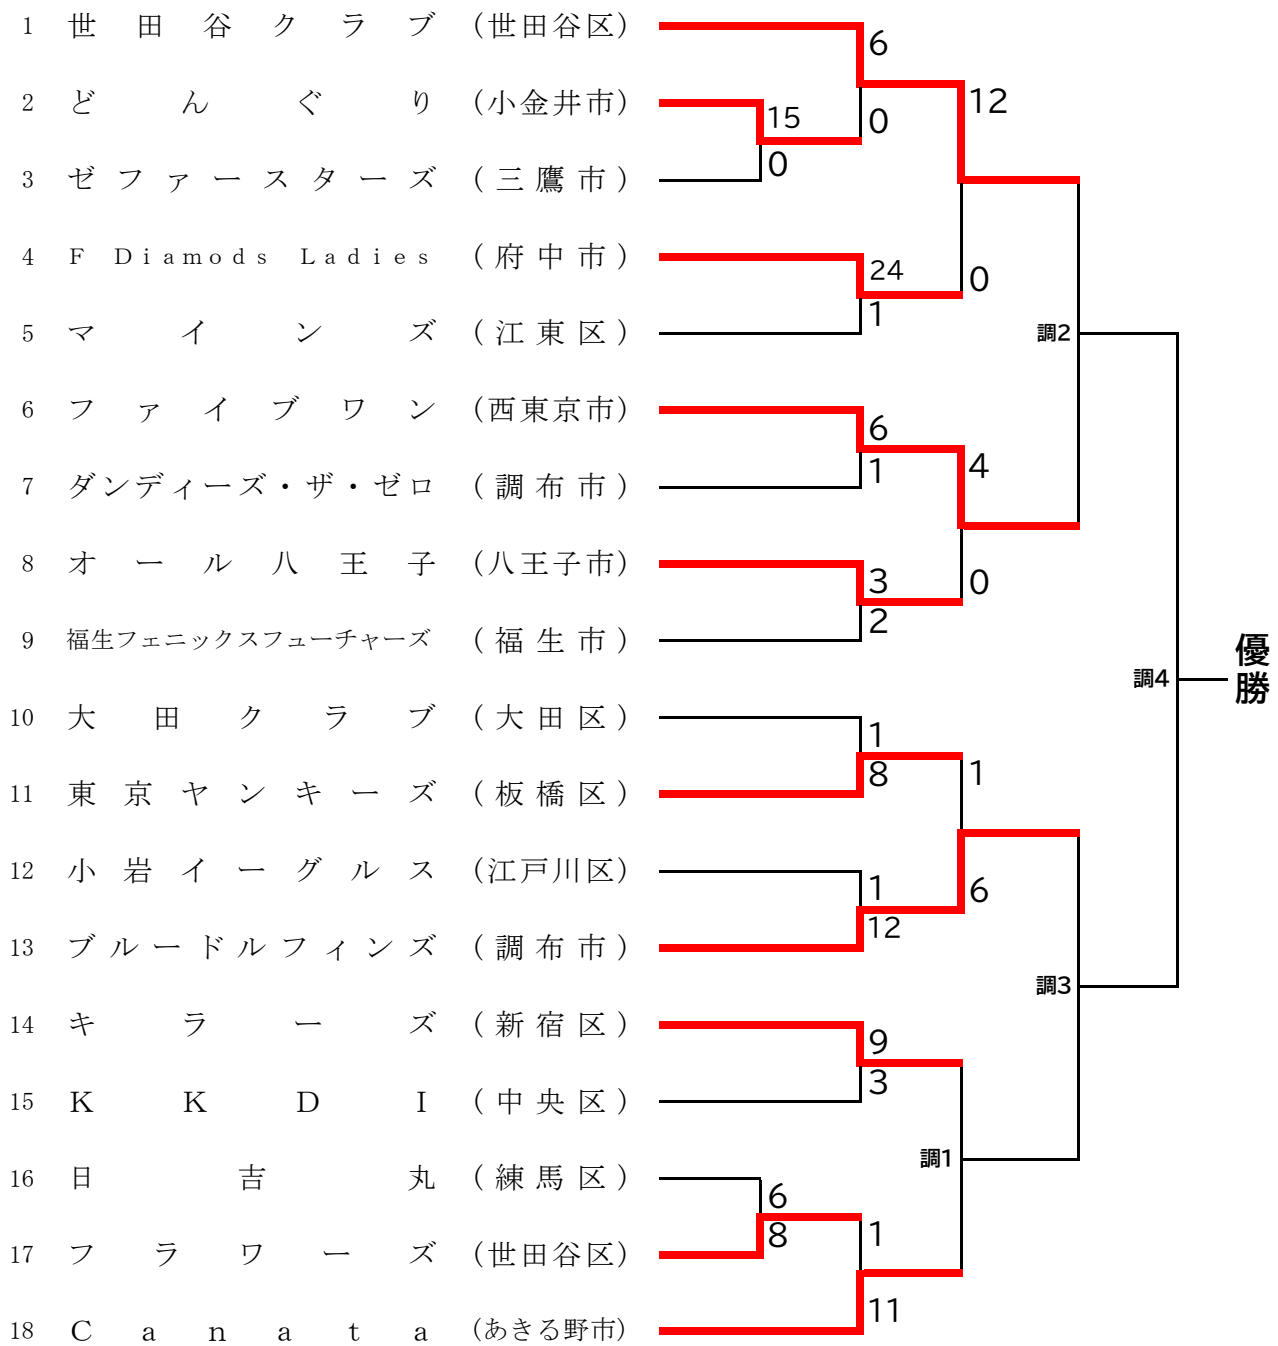 1 世田谷クラブ (世田谷区)
6
2 どんぐり (小金井市)
12
15
0
0
3 ゼファースターズ (三鷹市)
4 F Diamods Ladies (府中市)
24
0
1
5 マインズ (江東区)
調2
6 ファイブワン (西東京市)
6
4
1
7 ダンディーズ・ザ・ゼロ (調布市)
8 オール八王子 (八王子市)
3
0
2
9 福生フェニックスフューチャーズ (福生市)
優勝
調4
10 大田クラブ (大田区)
1
8
1
11 東京ヤンキーズ (板橋区)
12 小岩イーグルス (江戸川区)
1
6
12
13 ブルードルフィンズ (調布市)
調3
14 キラーズ (新宿区)
9
3
15 KKDI (中央区)
調1
16 日吉丸 (練馬区)
6
8
1
17 フラワーズ (世田谷区)
11
18 Canata (あきる野市)